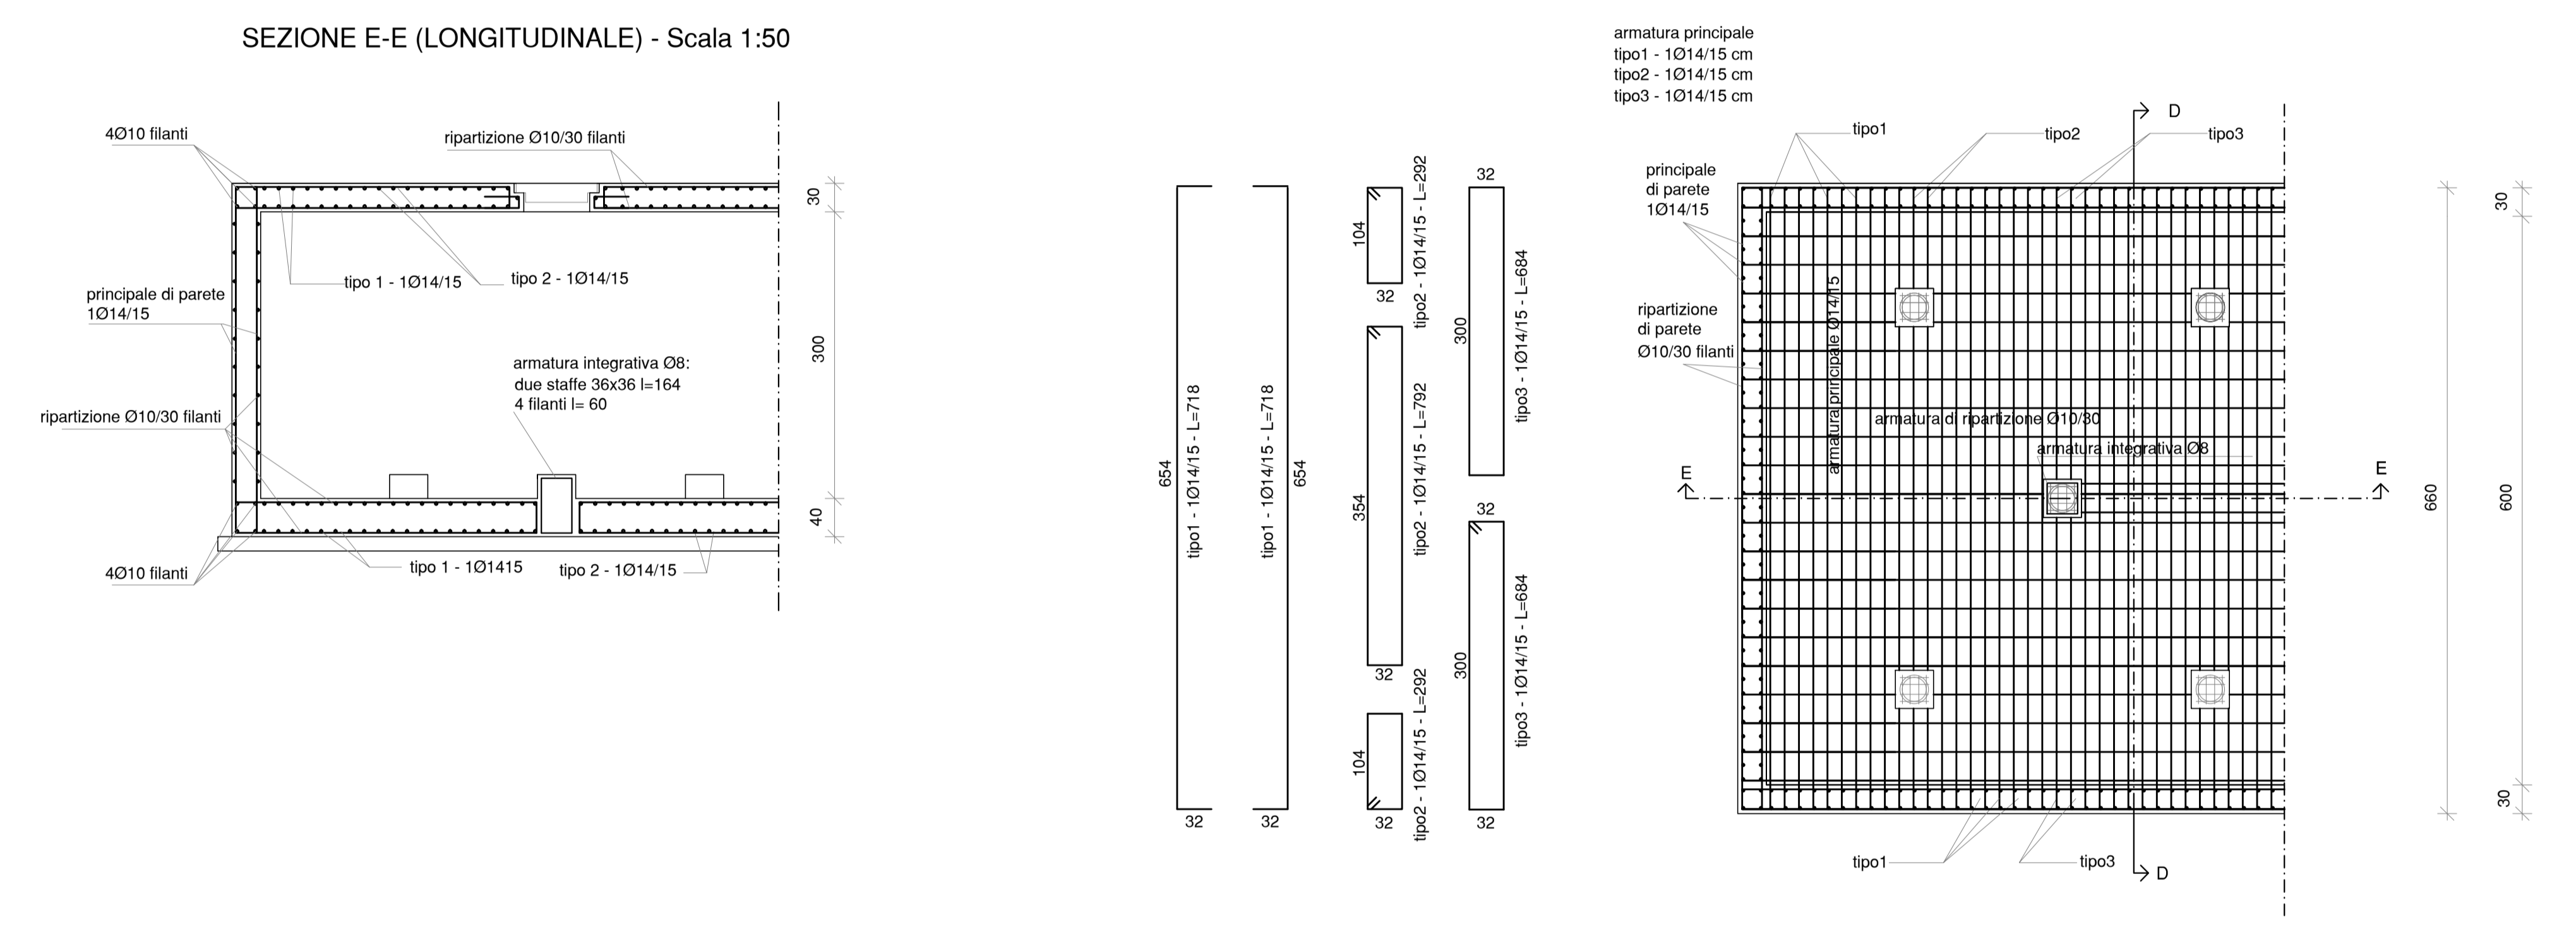 SEZIONE E-E (LONGITUDINALE) - Scala 1:50
4Ø10 filanti
ripartizione Ø10/30 filanti
30
tipo 1 - 1Ø14/15
tipo 2 - 1Ø14/15
principale di parete
1Ø14/15
300
armatura integrativa Ø8:
due staffe 36x36 l=164
4 filanti l= 60
ripartizione Ø10/30 filanti
40
4Ø10 filanti
tipo 1 - 1Ø1415
tipo 2 - 1Ø14/15
654
tipo1 - 1Ø14/15 - L=718
32
tipo1 - 1Ø14/15 - L=718
654
32
104
32
tipo2 - 1Ø14/15 - L=292
354
32
tipo2 - 1Ø14/15 - L=792
104
32
tipo2 - 1Ø14/15 - L=292
32
300
tipo3 - 1Ø14/15 - L=684
32
300
32
tipo3 - 1Ø14/15 - L=684
armatura principale
tipo1 - 1Ø14/15 cm
tipo2 - 1Ø14/15 cm
tipo3 - 1Ø14/15 cm
D
tipo1
tipo2
tipo3
principale
di parete
1Ø14/15
ripartizione
di parete
Ø10/30 filanti
armatura principale Ø14/15
armatura di ripartizione Ø10/30
armatura integrativa Ø8
E
E
30
660
600
30
tipo1
tipo3
D